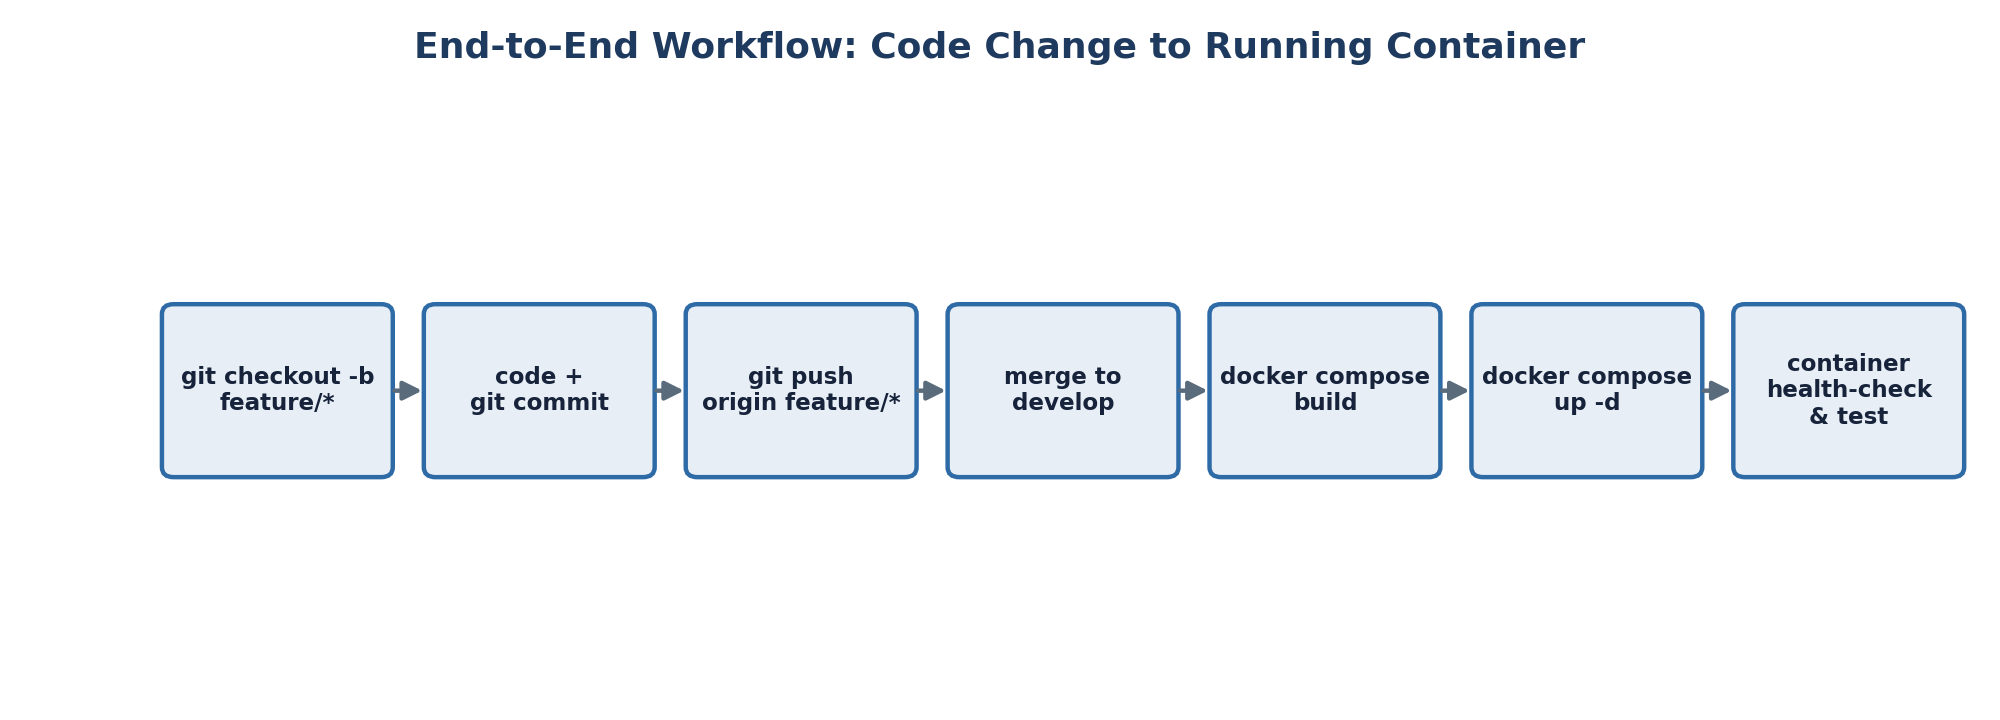 End-to-End Workflow: Code Change to Running Container
git checkout -b
feature/*
code +
git commit
git push
origin feature/*
merge to
develop
docker compose
build
docker compose
up -d
container
health-check
& test